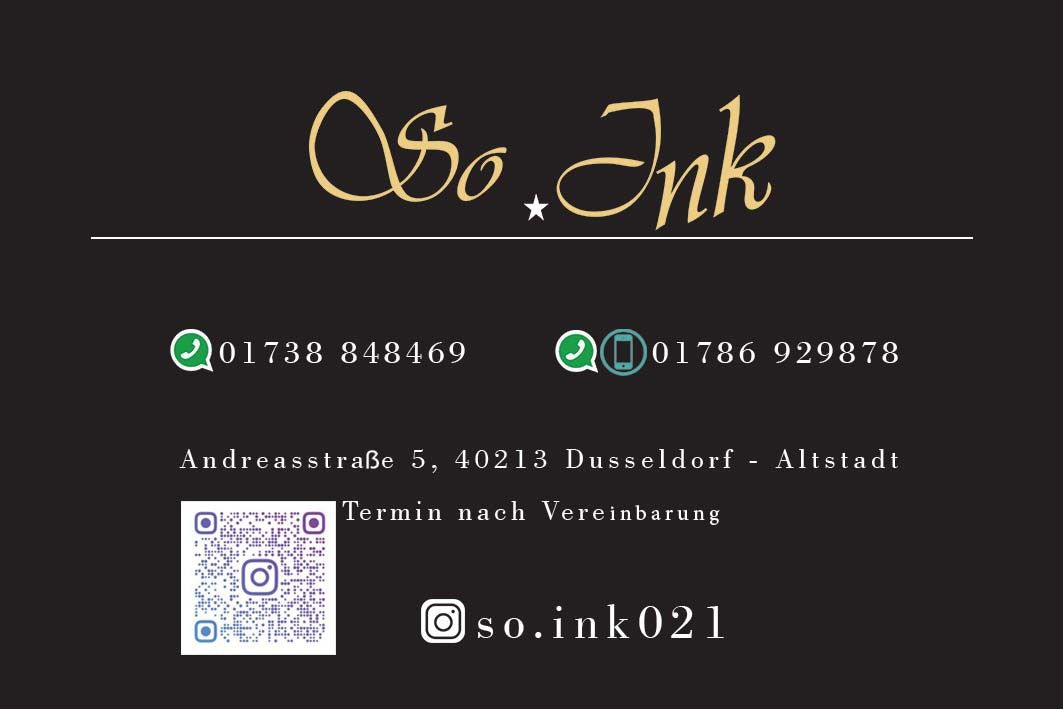 So Ink
01738 848469
01786 929878
Andreasstraße 5, 40213 Dusseldorf - Altstadt
Termin nach Vereinbarung
so.ink021